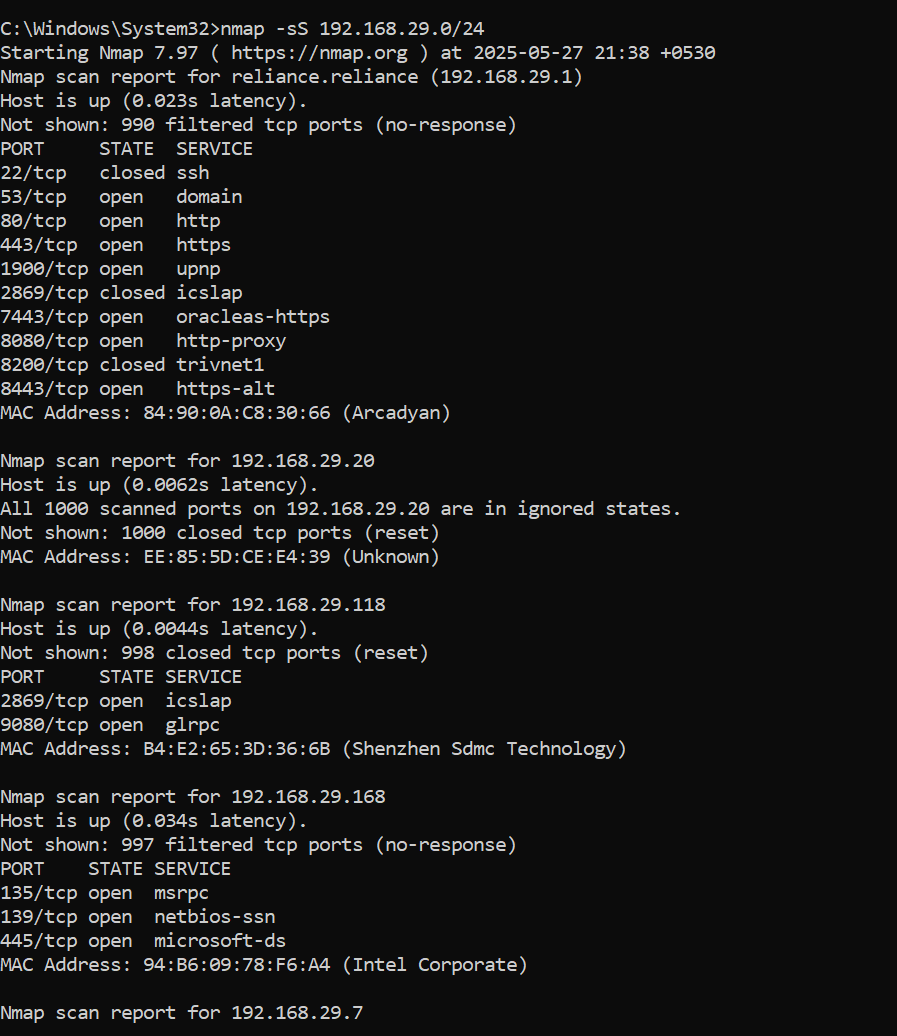 C:\Windows\System32>nmap -sS 192.168.29.0/24
Starting Nmap 7.97 ( https://nmap.org ) at 2025-05-27 21:38 +0530
Nmap scan report for reliance.reliance (192.168.29.1)
Host is up (0.023s latency).
Not shown: 990 filtered tcp ports (no-response)
PORT     STATE  SERVICE
22/tcp   closed ssh
53/tcp   open   domain
80/tcp   open   http
443/tcp  open   https
1900/tcp open   upnp
2869/tcp closed icslap
7443/tcp open   oracleas-https
8080/tcp open   http-proxy
8200/tcp closed trivnet1
8443/tcp open   https-alt
MAC Address: 84:90:0A:C8:30:66 (Arcadyan)

Nmap scan report for 192.168.29.20
Host is up (0.0062s latency).
All 1000 scanned ports on 192.168.29.20 are in ignored states.
Not shown: 1000 closed tcp ports (reset)
MAC Address: EE:85:5D:CE:E4:39 (Unknown)

Nmap scan report for 192.168.29.118
Host is up (0.0044s latency).
Not shown: 998 closed tcp ports (reset)
PORT     STATE SERVICE
2869/tcp open  icslap
9080/tcp open  glrpc
MAC Address: B4:E2:65:3D:36:6B (Shenzhen Sdmc Technology)

Nmap scan report for 192.168.29.168
Host is up (0.034s latency).
Not shown: 997 filtered tcp ports (no-response)
PORT    STATE SERVICE
135/tcp open  msrpc
139/tcp open  netbios-ssn
445/tcp open  microsoft-ds
MAC Address: 94:B6:09:78:F6:A4 (Intel Corporate)

Nmap scan report for 192.168.29.7